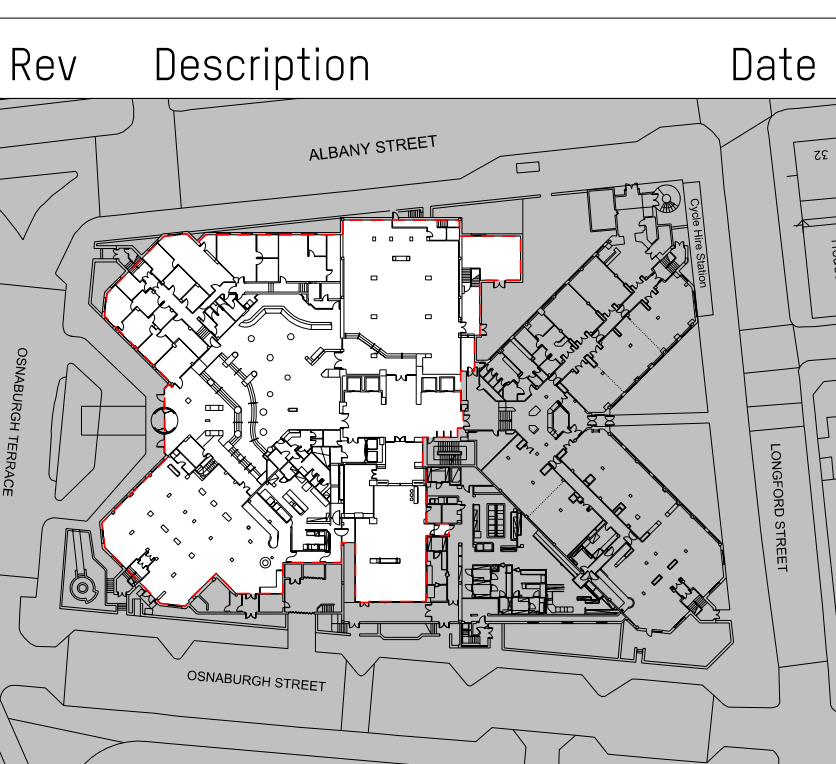 Rev Description Date
ALBANY STREET
32
Cycle Hire Station
OSNABURGH TERRACE
LONGFORD STREET
OSNABURGH STREET